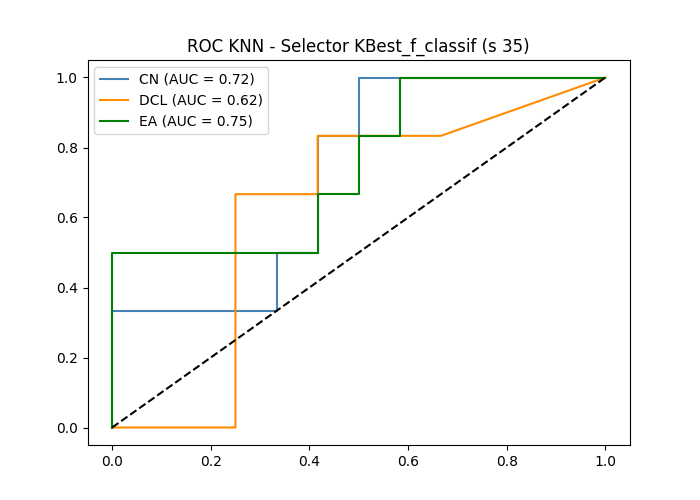 ROC KNN - Selector KBest_f_classif (s 35)
CN (AUC = 0.72)
DCL (AUC = 0.62)
EA (AUC = 0.75)
1.0
0.8
0.6
0.4
0.2
0.0
0.0 0.2 0.4 0.6 0.8 1.0